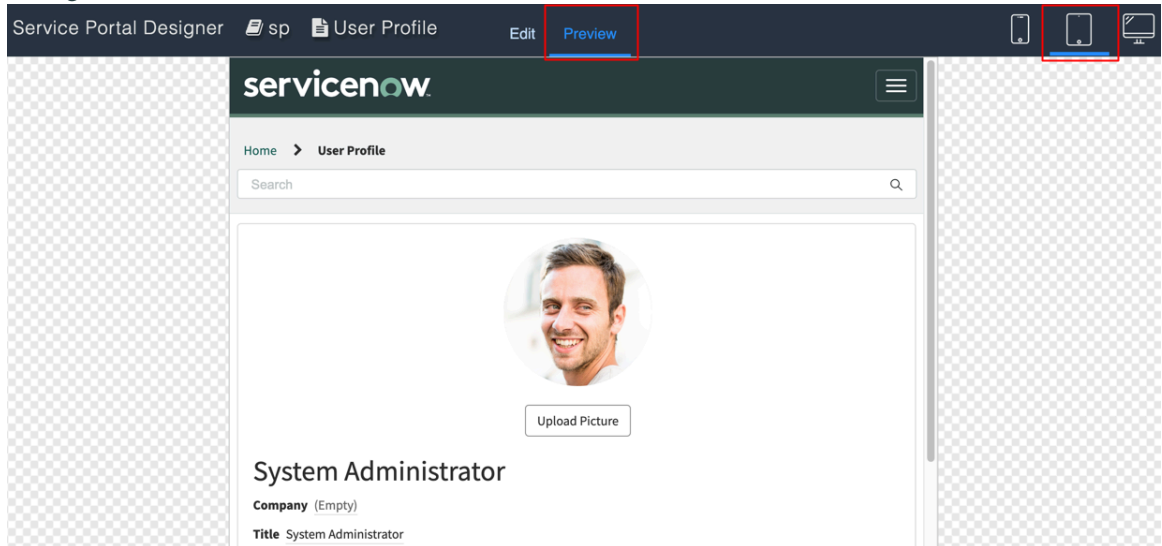 Service Portal Designer sp User Profile Edit Preview
servicenow
Home > User Profile
Search
Upload Picture
System Administrator
Company (Empty)
Title System Administrator